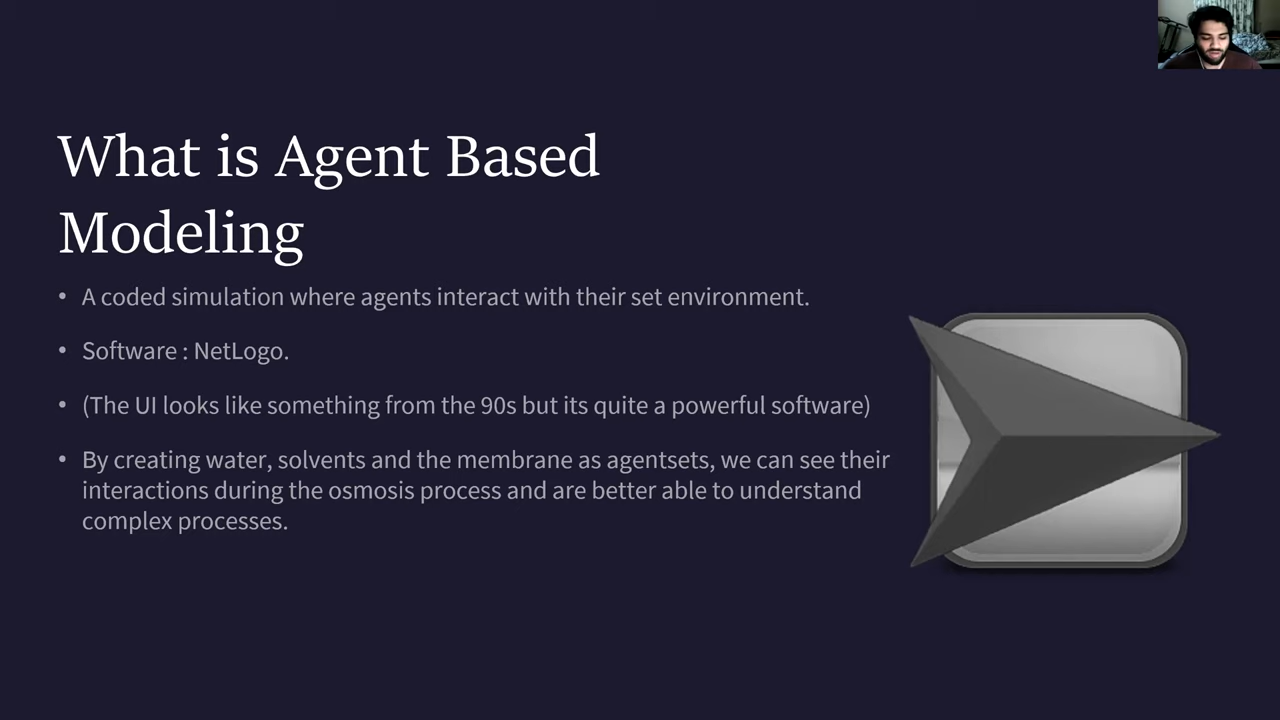 What is Agent Based
Modeling
• A coded simulation where agents interact with their set environment.
• Software : NetLogo.
• (The UI looks like something from the 90s but its quite a powerful software)
• By creating water, solvents and the membrane as agentsets, we can see their
interactions during the osmosis process and are better able to understand
complex processes.